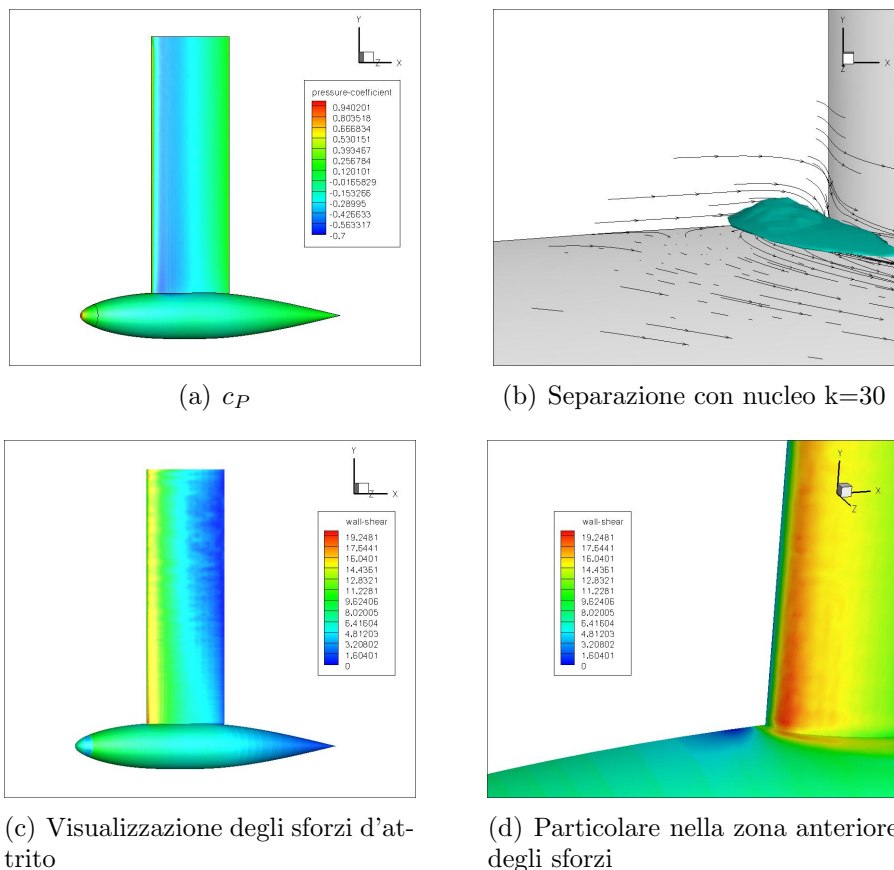 Y
X
Z
pressure-coefficient
0.940201
0.803518
0.666834
0.530151
0.393467
0.256784
0.120101
-0.0165829
-0.153266
-0.28995
-0.426633
-0.563317
-0.7
Y
X
Z
(a) c_P
(b) Separazione con nucleo k=30
Y
X
Z
wall-shear
19.2481
17.6441
16.0401
14.4361
12.8321
11.2281
9.62406
8.02005
6.41604
4.81203
3.20802
1.60401
0
Y
X
Z
wall-shear
19.2481
17.6441
16.0401
14.4361
12.8321
11.2281
9.62406
8.02005
6.41604
4.81203
3.20802
1.60401
0
(c) Visualizzazione degli sforzi d'at-
trito
(d) Particolare nella zona anteriore
degli sforzi